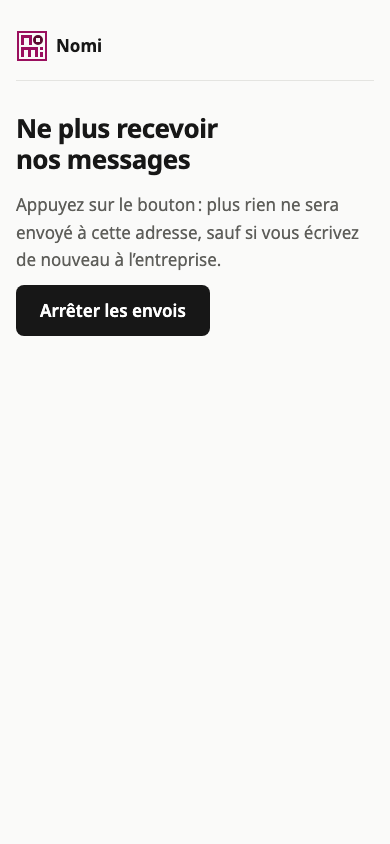 nomi
Nomi
Ne plus recevoir
nos messages
Appuyez sur le bouton : plus rien ne sera
envoyé à cette adresse, sauf si vous écrivez
de nouveau à l’entreprise.
Arrêter les envois